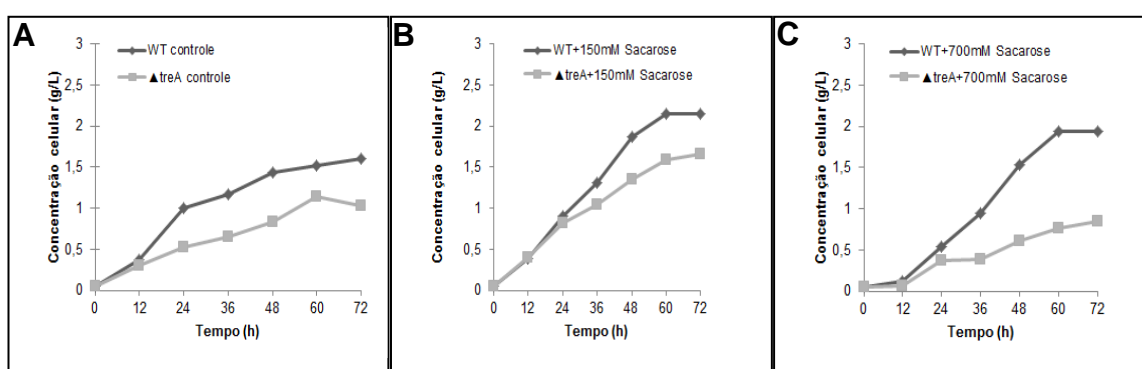 A
WT controle
▲treA controle
Concentração celular (g/L)
3
2,5
2
1,5
1
0,5
0
0 12 24 36 48 60 72
Tempo (h)
B
WT+150mM Sacarose
▲treA+150mM Sacarose
Concentração celular (g/L)
3
2,5
2
1,5
1
0,5
0
0 12 24 36 48 60 72
Tempo (h)
C
WT+700mM Sacarose
▲treA+700mM Sacarose
Concentração celular (g/L)
3
2,5
2
1,5
1
0,5
0
0 12 24 36 48 60 72
Tempo (h)